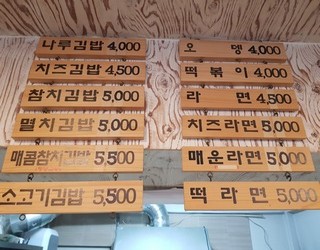 나루김밥 4,000
치즈김밥 4,500
참치김밥 5,000
멸치김밥 5,000
매콤참치김밥 5,500
소고기김밥 5,500
오뎅 4,000
떡볶이 4,000
라면 4,500
치즈라면 5,000
매운라면 5,000
떡라면 5,000